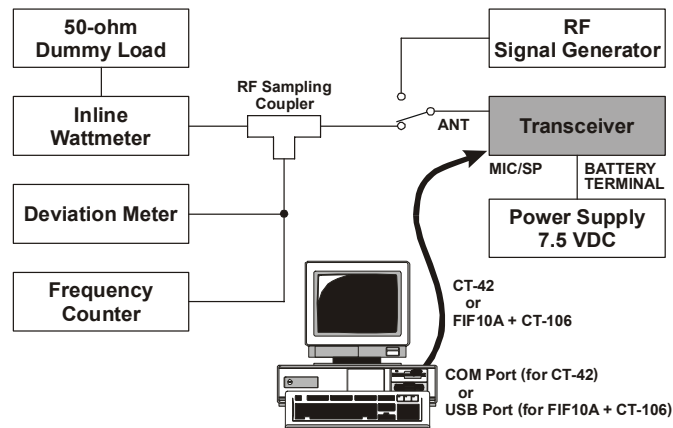 50-ohm
Dummy Load
RF
Signal Generator
RF Sampling
Coupler
Inline
Wattmeter
ANT
Transceiver
MIC/SP
BATTERY
TERMINAL
Deviation Meter
Power Supply
7.5 VDC
Frequency
Counter
CT-42
or
FIF10A + CT-106
COM Port (for CT-42)
or
USB Port (for FIF10A + CT-106)